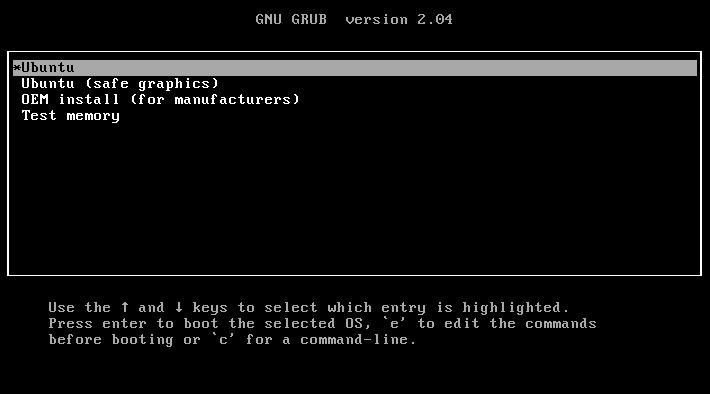 GNU GRUB  version 2.04
*Ubuntu
Ubuntu (safe graphics)
OEM install (for manufacturers)
Test memory
Use the ↑ and ↓ keys to select which entry is highlighted.
Press enter to boot the selected OS, `e' to edit the commands
before booting or `c' for a command-line.